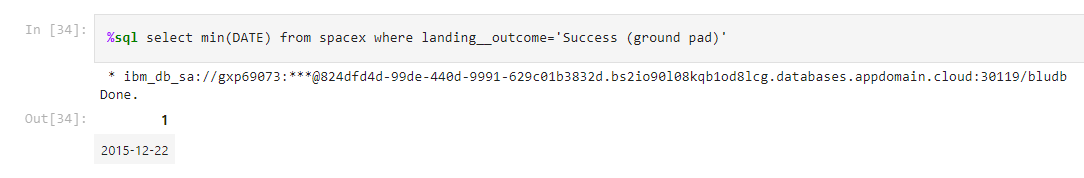 In [34]: %sql select min(DATE) from spacex where landing__outcome='Success (ground pad)'
* ibm_db_sa://gxp69073:***@824dfd4d-99de-440d-9991-629c01b3832d.bs2io90l08kqb1od8lcg.databases.appdomain.cloud:30119/bludb
Done.
Out[34]: 1
2015-12-22